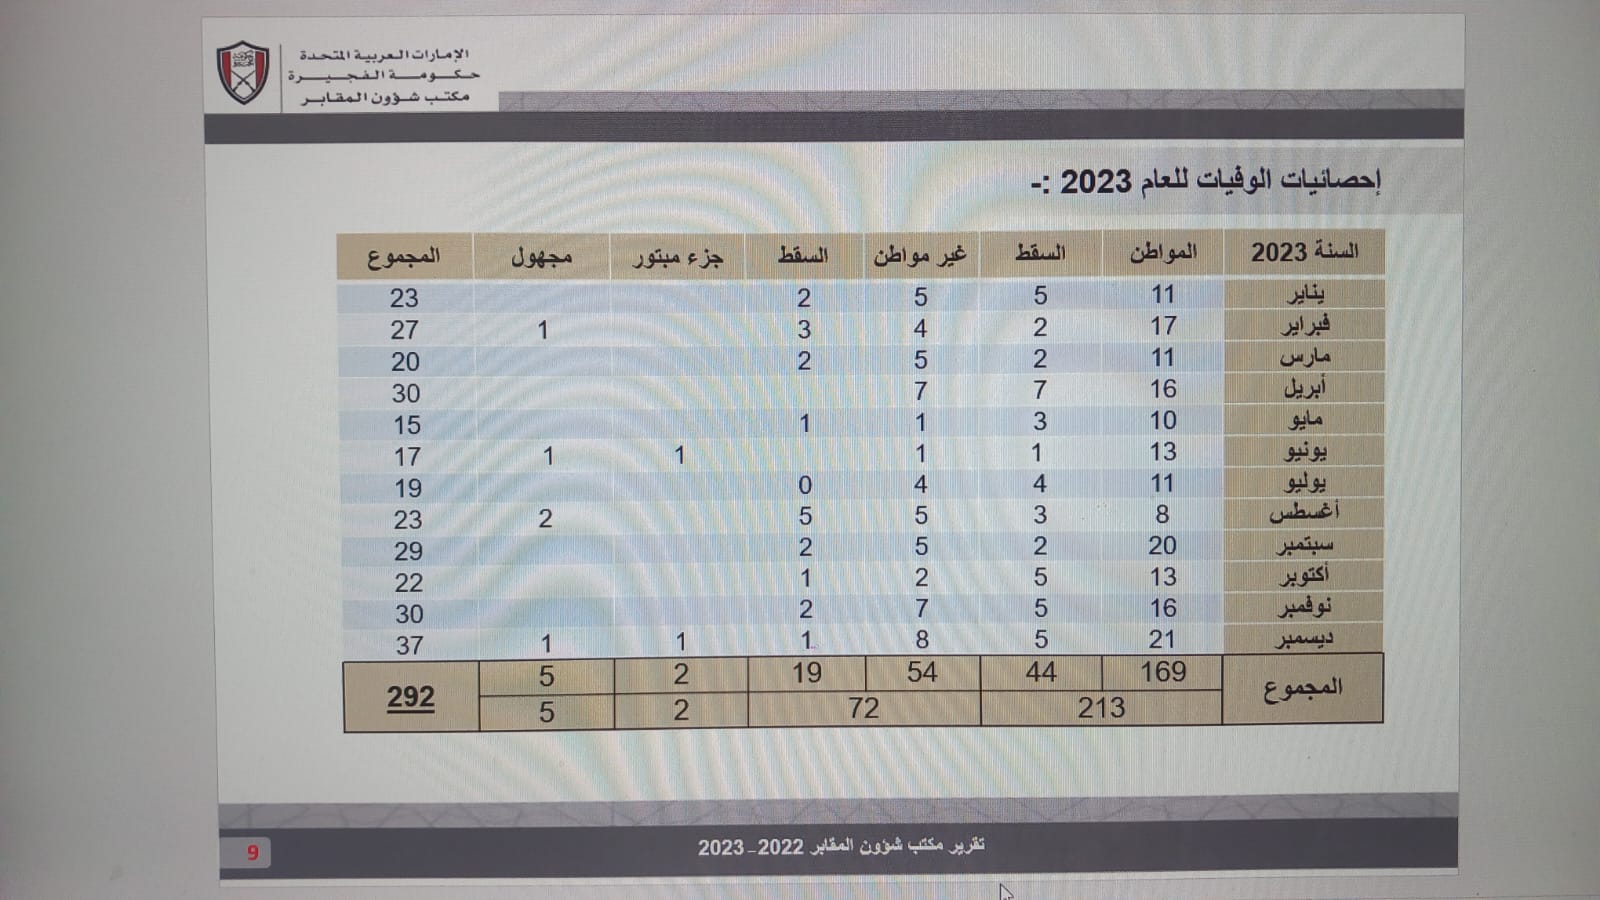 الإمارات العربية المتحدة
حكومة الفجيرة
مكتب شؤون المقابر
إحصائيات الوفيات للعام 2023 :-
السنة 2023 المواطن السقط غير مواطن السقط جزء مبتور مجهول المجموع
يناير 11 5 5 2 23
فبراير 17 2 4 3 1 27
مارس 11 2 5 2 20
أبريل 16 7 7 30
مايو 10 3 1 1 15
يونيو 13 1 1 1 1 17
يوليو 11 4 4 0 19
أغسطس 8 3 5 5 2 23
سبتمبر 20 2 5 2 29
أكتوبر 13 5 2 1 22
نوفمبر 16 5 7 2 30
ديسمبر 21 5 8 1 1 1 37
المجموع 169 44 54 19 2 5 292
213 72 2 5
تقرير مكتب شؤون المقابر 2022-2023
9